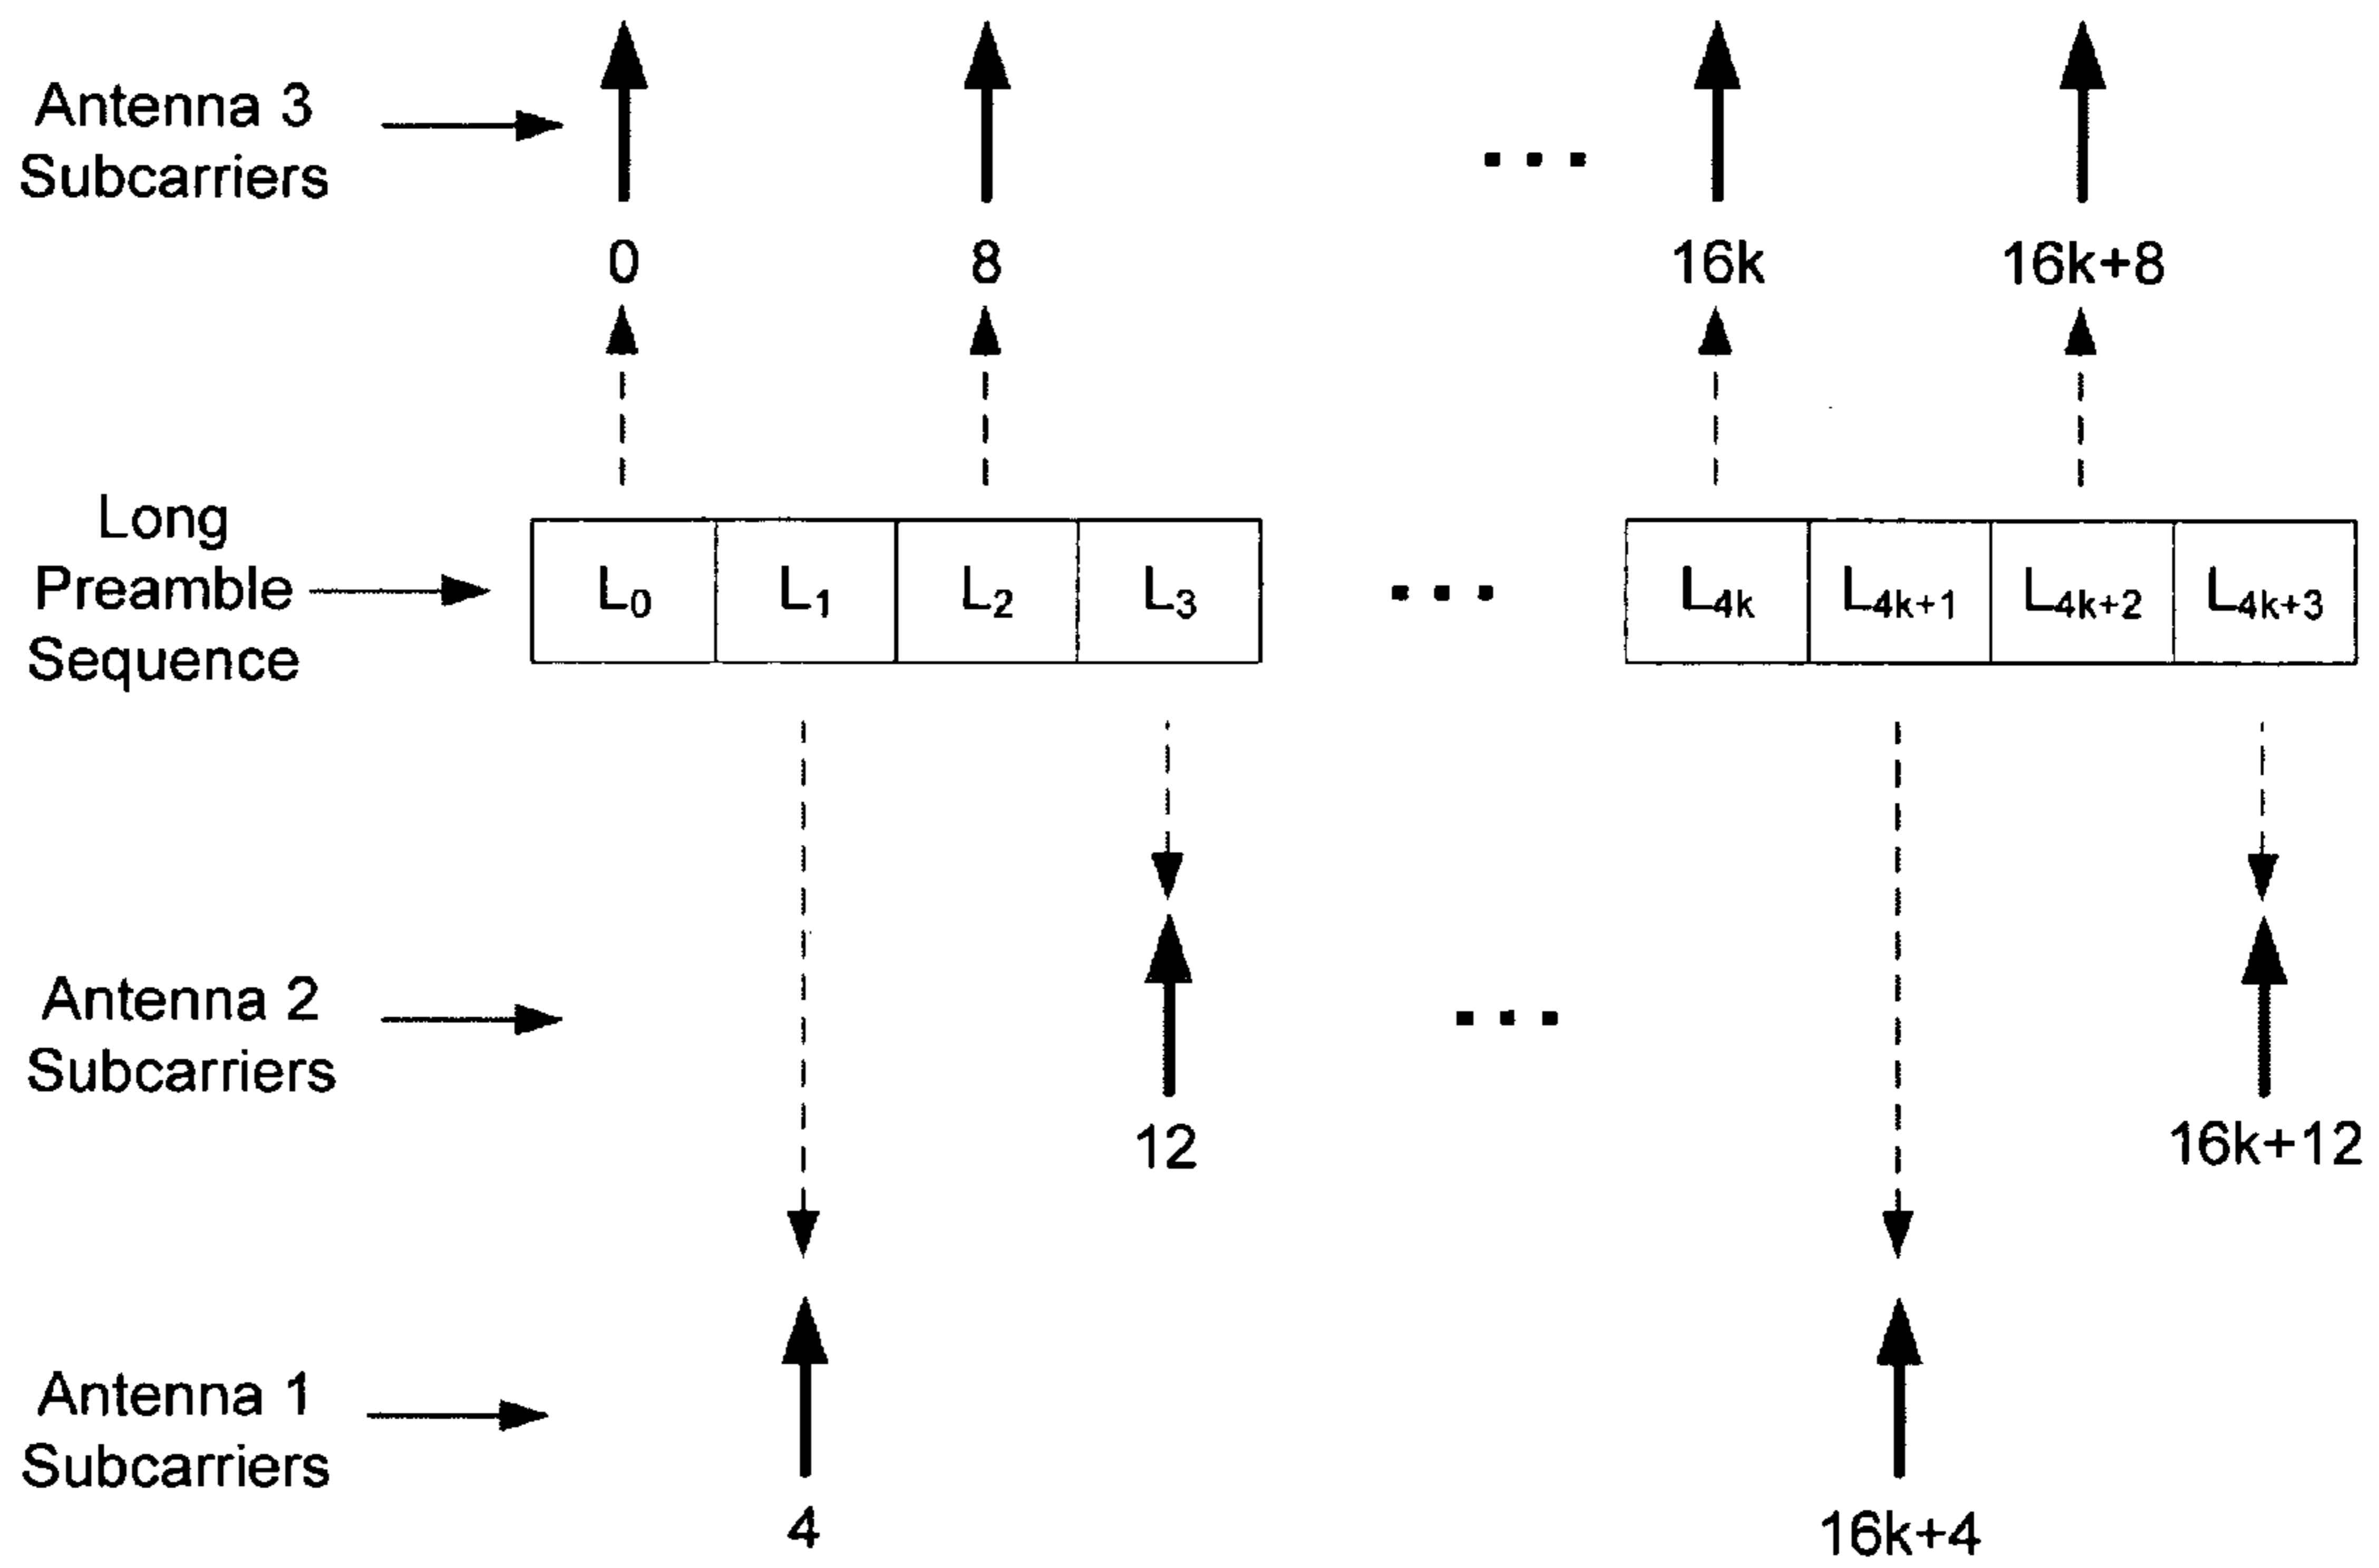 Antenna 3
Subcarriers
0
8
...
16k
16k+8
Long
Preamble
Sequence
L0
L1
L2
L3
...
L4k
L4k+1
L4k+2
L4k+3
Antenna 2
Subcarriers
...
12
16k+12
Antenna 1
Subcarriers
4
16k+4